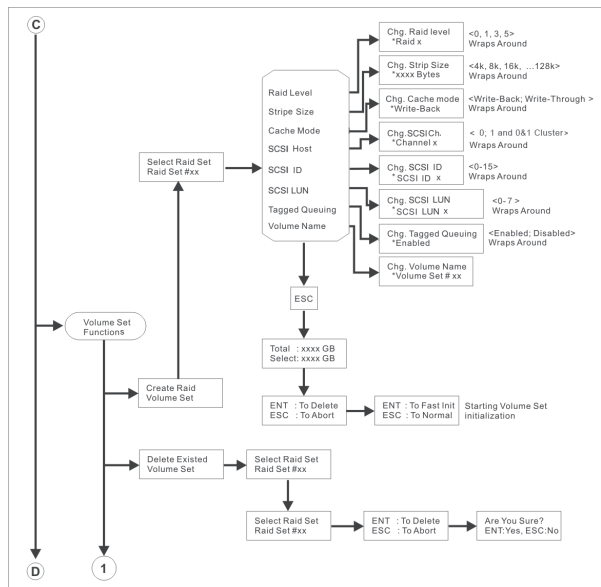 C
Chg. Raid level
*Raid x
<0, 1, 3, 5>
Wraps Around
Chg. Strip Size
*xxxx Bytes
<4k, 8k, 16k, ...128k>
Wraps Around
Chg. Cache mode
*Write-Back
<Write-Back; Write-Through >
Wraps Around
Chg.SCSI Ch.
*Channel x
< 0; 1 and 0&1 Cluster>
Wraps Around
Chg. SCSI ID
*SCSI ID x
<0-15>
Wraps Around
Chg. SCSI LUN
*SCSI LUN x
<0-7 >
Wraps Around
Chg. Tagged Queuing
*Enabled
<Enabled; Disabled>
Wraps Around
Chg. Volume Name
*Volume Set # xx
Raid Level
Stripe Size
Cache Mode
SCSI Host
SCSI ID
SCSI LUN
Tagged Queuing
Volume Name
Select Raid Set
Raid Set #xx
ESC
Volume Set
Functions
Total : xxxx GB
Select: xxxx GB
Create Raid
Volume Set
ENT : To Delete
ESC : To Abort
ENT : To Fast Init
ESC : To Normal
Starting Volume Set
initialization
Delete Existed
Volume Set
Select Raid Set
Raid Set #xx
Select Raid Set
Raid Set #xx
ENT : To Delete
ESC : To Abort
Are You Sure?
ENT:Yes, ESC:No
D
1